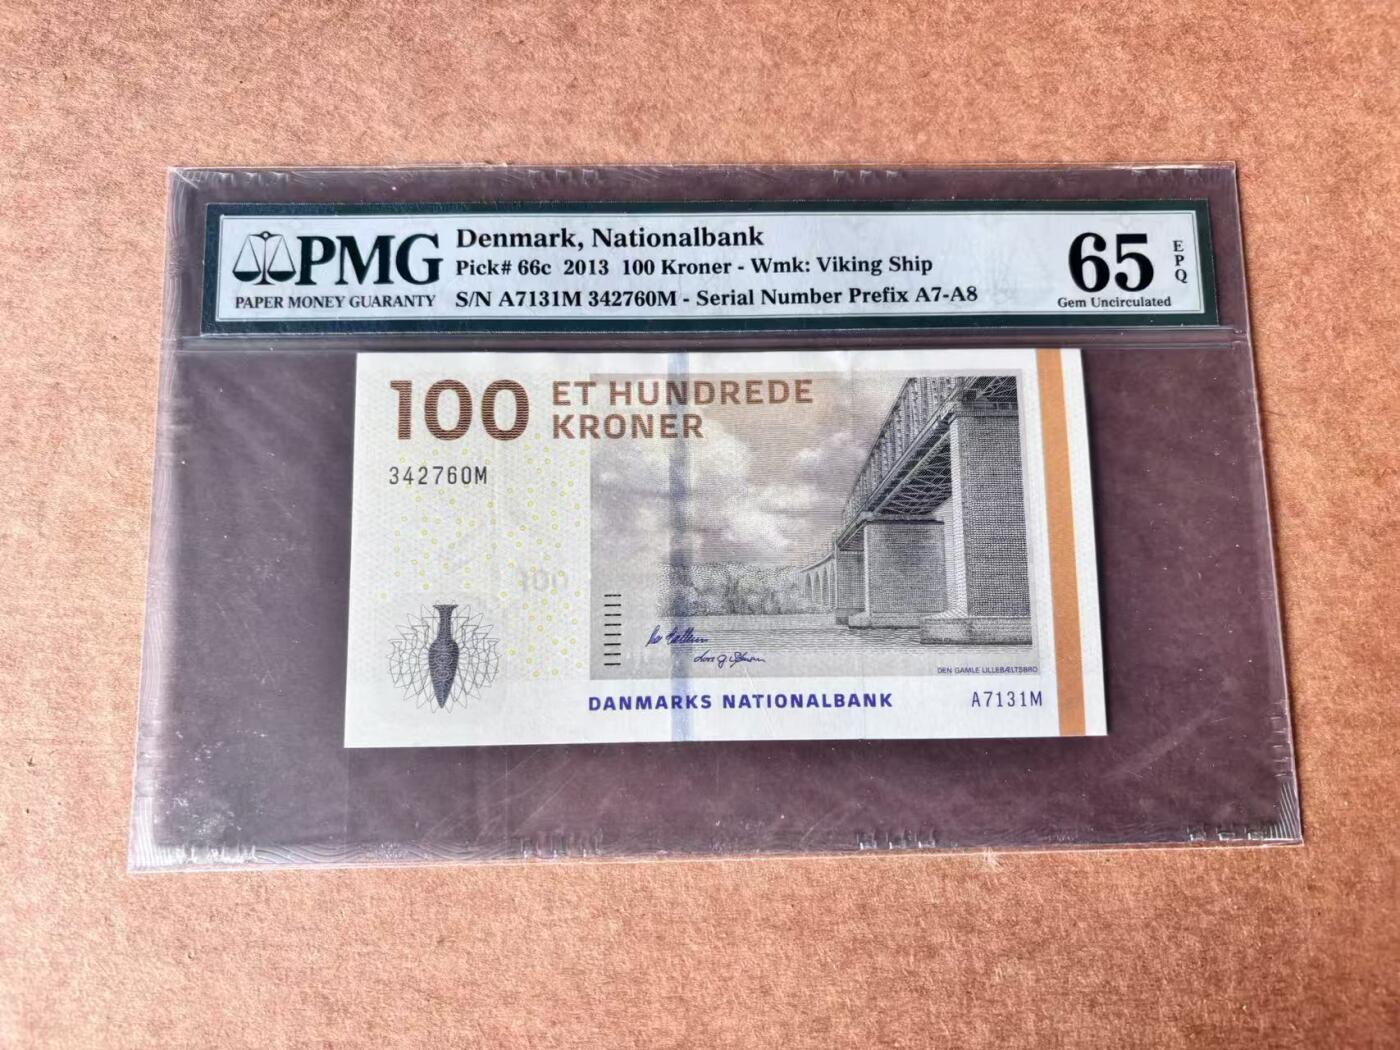 PMG
PAPER MONEY GUARANTY
Denmark, Nationalbank
Pick# 66c 2013 100 Kroner - Wmk: Viking Ship
S/N A7131M 342760M - Serial Number Prefix A7-A8
65
EPQ
Gem Uncirculated
100 ET HUNDREDE
KRONER
342760M
100
DEN GAMLE LILLEBÆLTSBRO
DANMARKS NATIONALBANK
A7131M